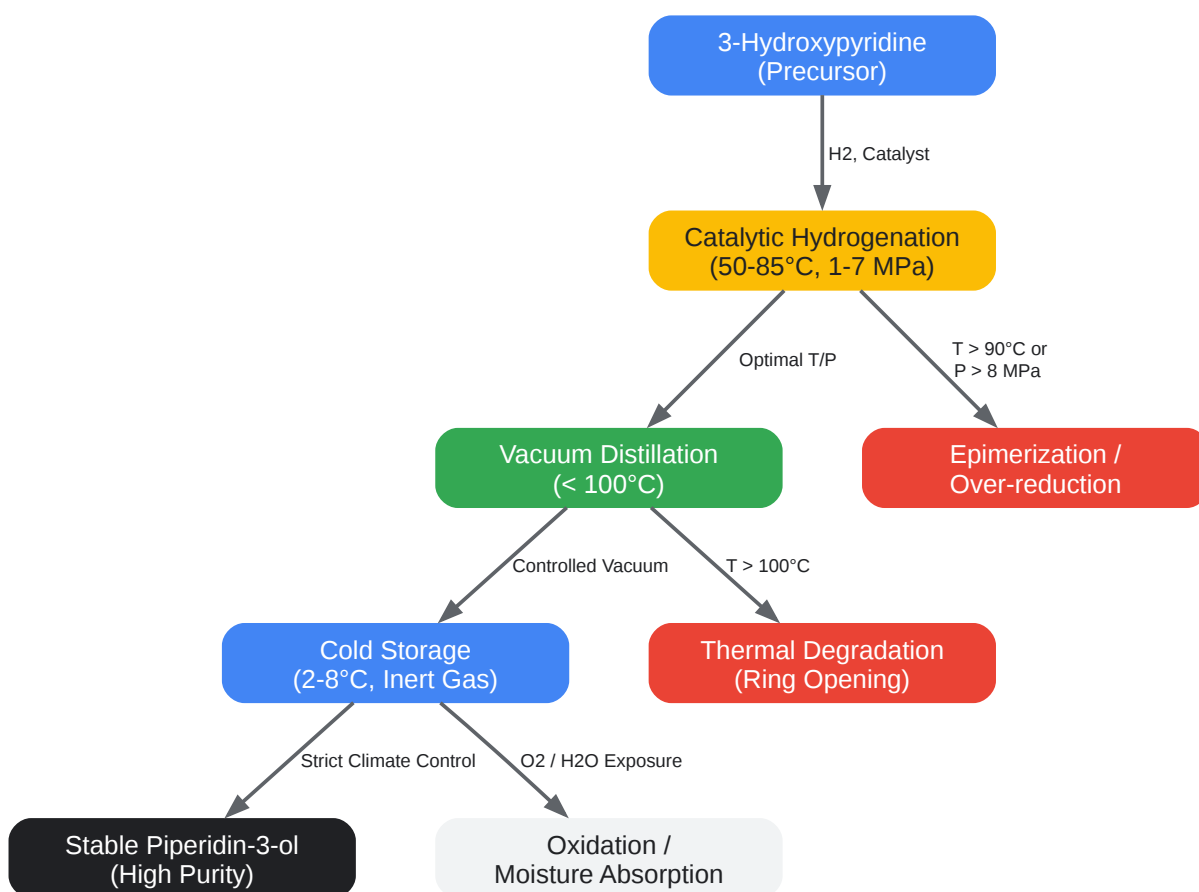 3-Hydroxypyridine
(Precursor)
H2, Catalyst
Catalytic Hydrogenation
(50-85°C, 1-7 MPa)
Optimal T/P
T > 90°C or
P > 8 MPa
Vacuum Distillation
(< 100°C)
Epimerization /
Over-reduction
Controlled Vacuum
T > 100°C
Cold Storage
(2-8°C, Inert Gas)
Thermal Degradation
(Ring Opening)
Strict Climate Control
O2 / H2O Exposure
Stable Piperidin-3-ol
(High Purity)
Oxidation /
Moisture Absorption